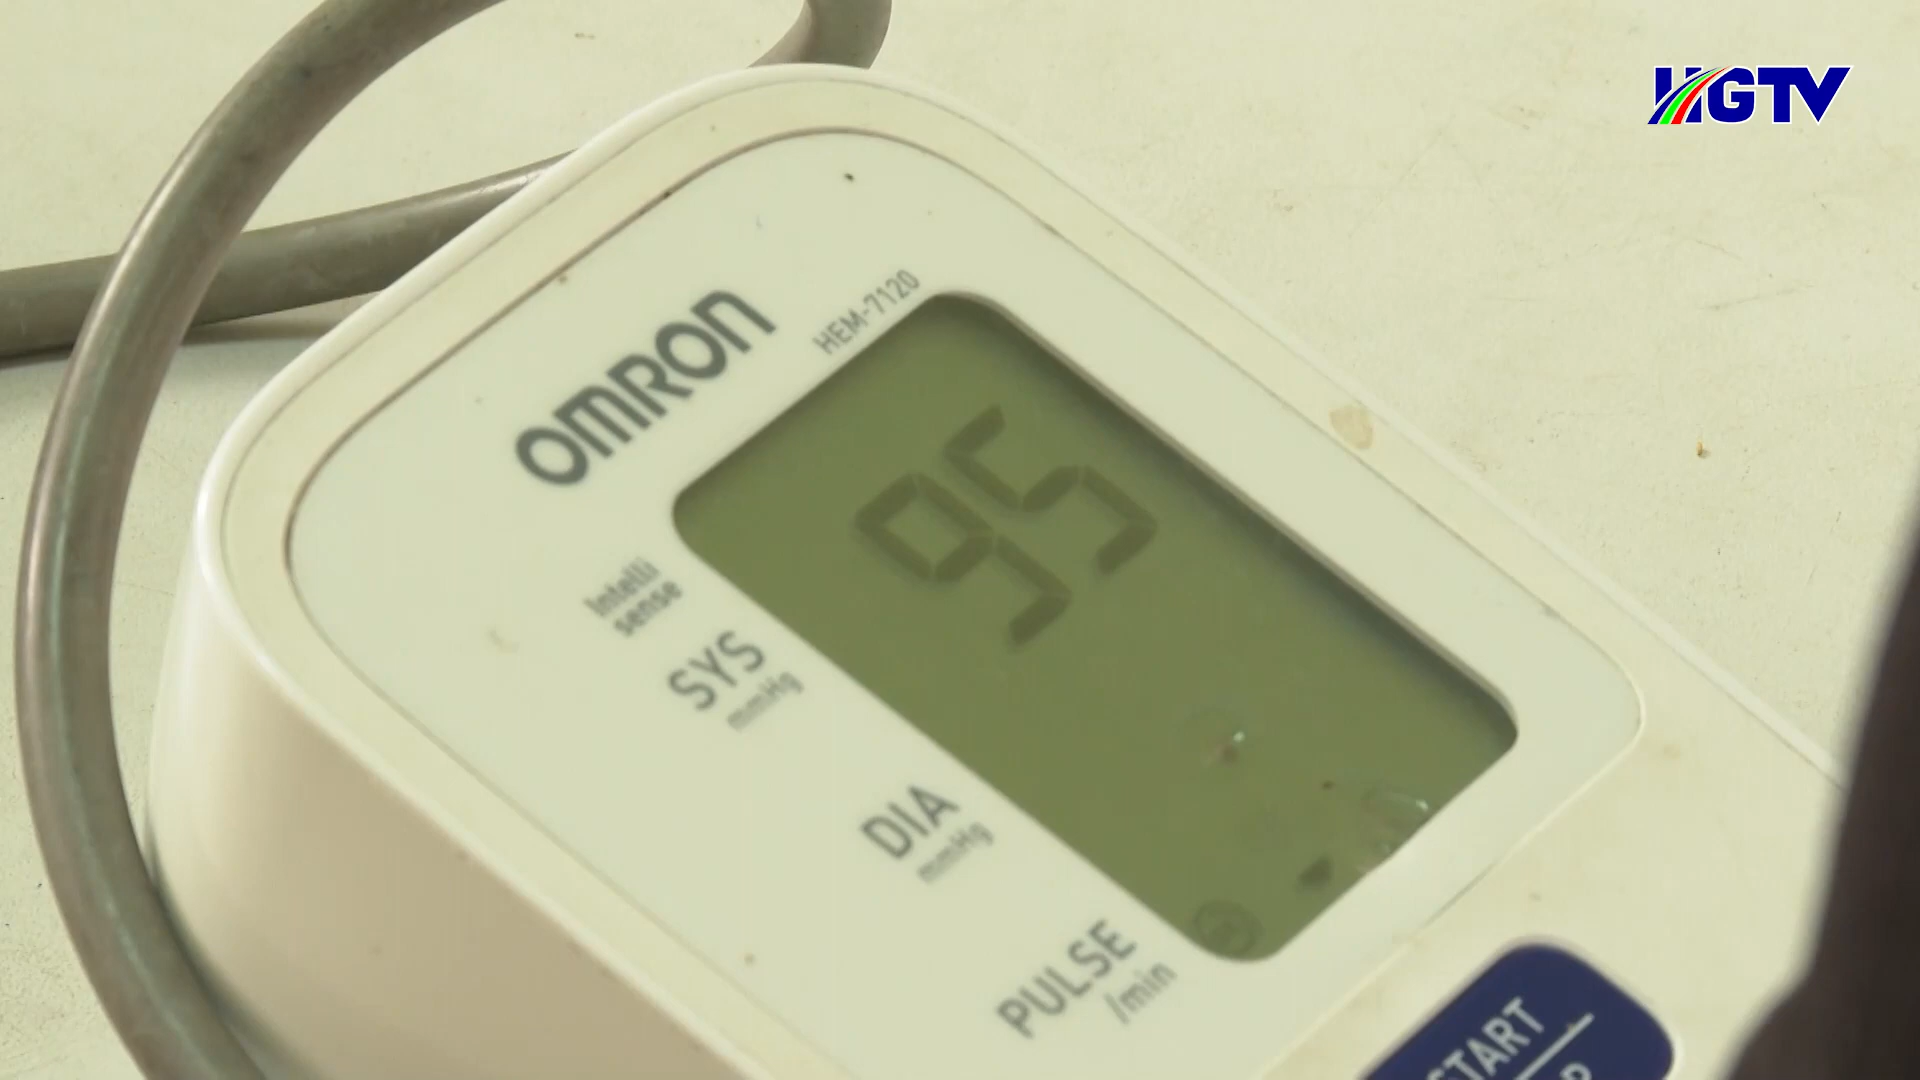 HGTV
OMRON
HEM-7120
95
Intelli
sense
SYS
mmHg
DIA
mmHg
PULSE
/min
START